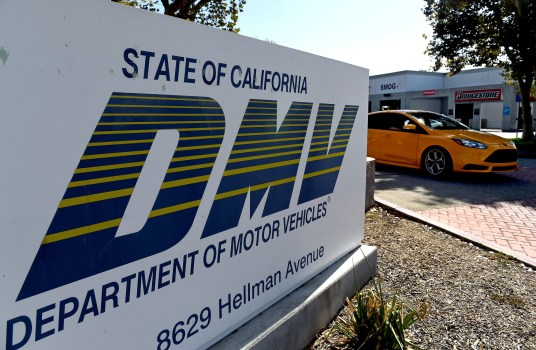 STATE OF CALIFORNIA
DMV
DEPARTMENT OF MOTOR VEHICLES®
8629 Hellman Avenue
SMOG
BRIDGESTONE